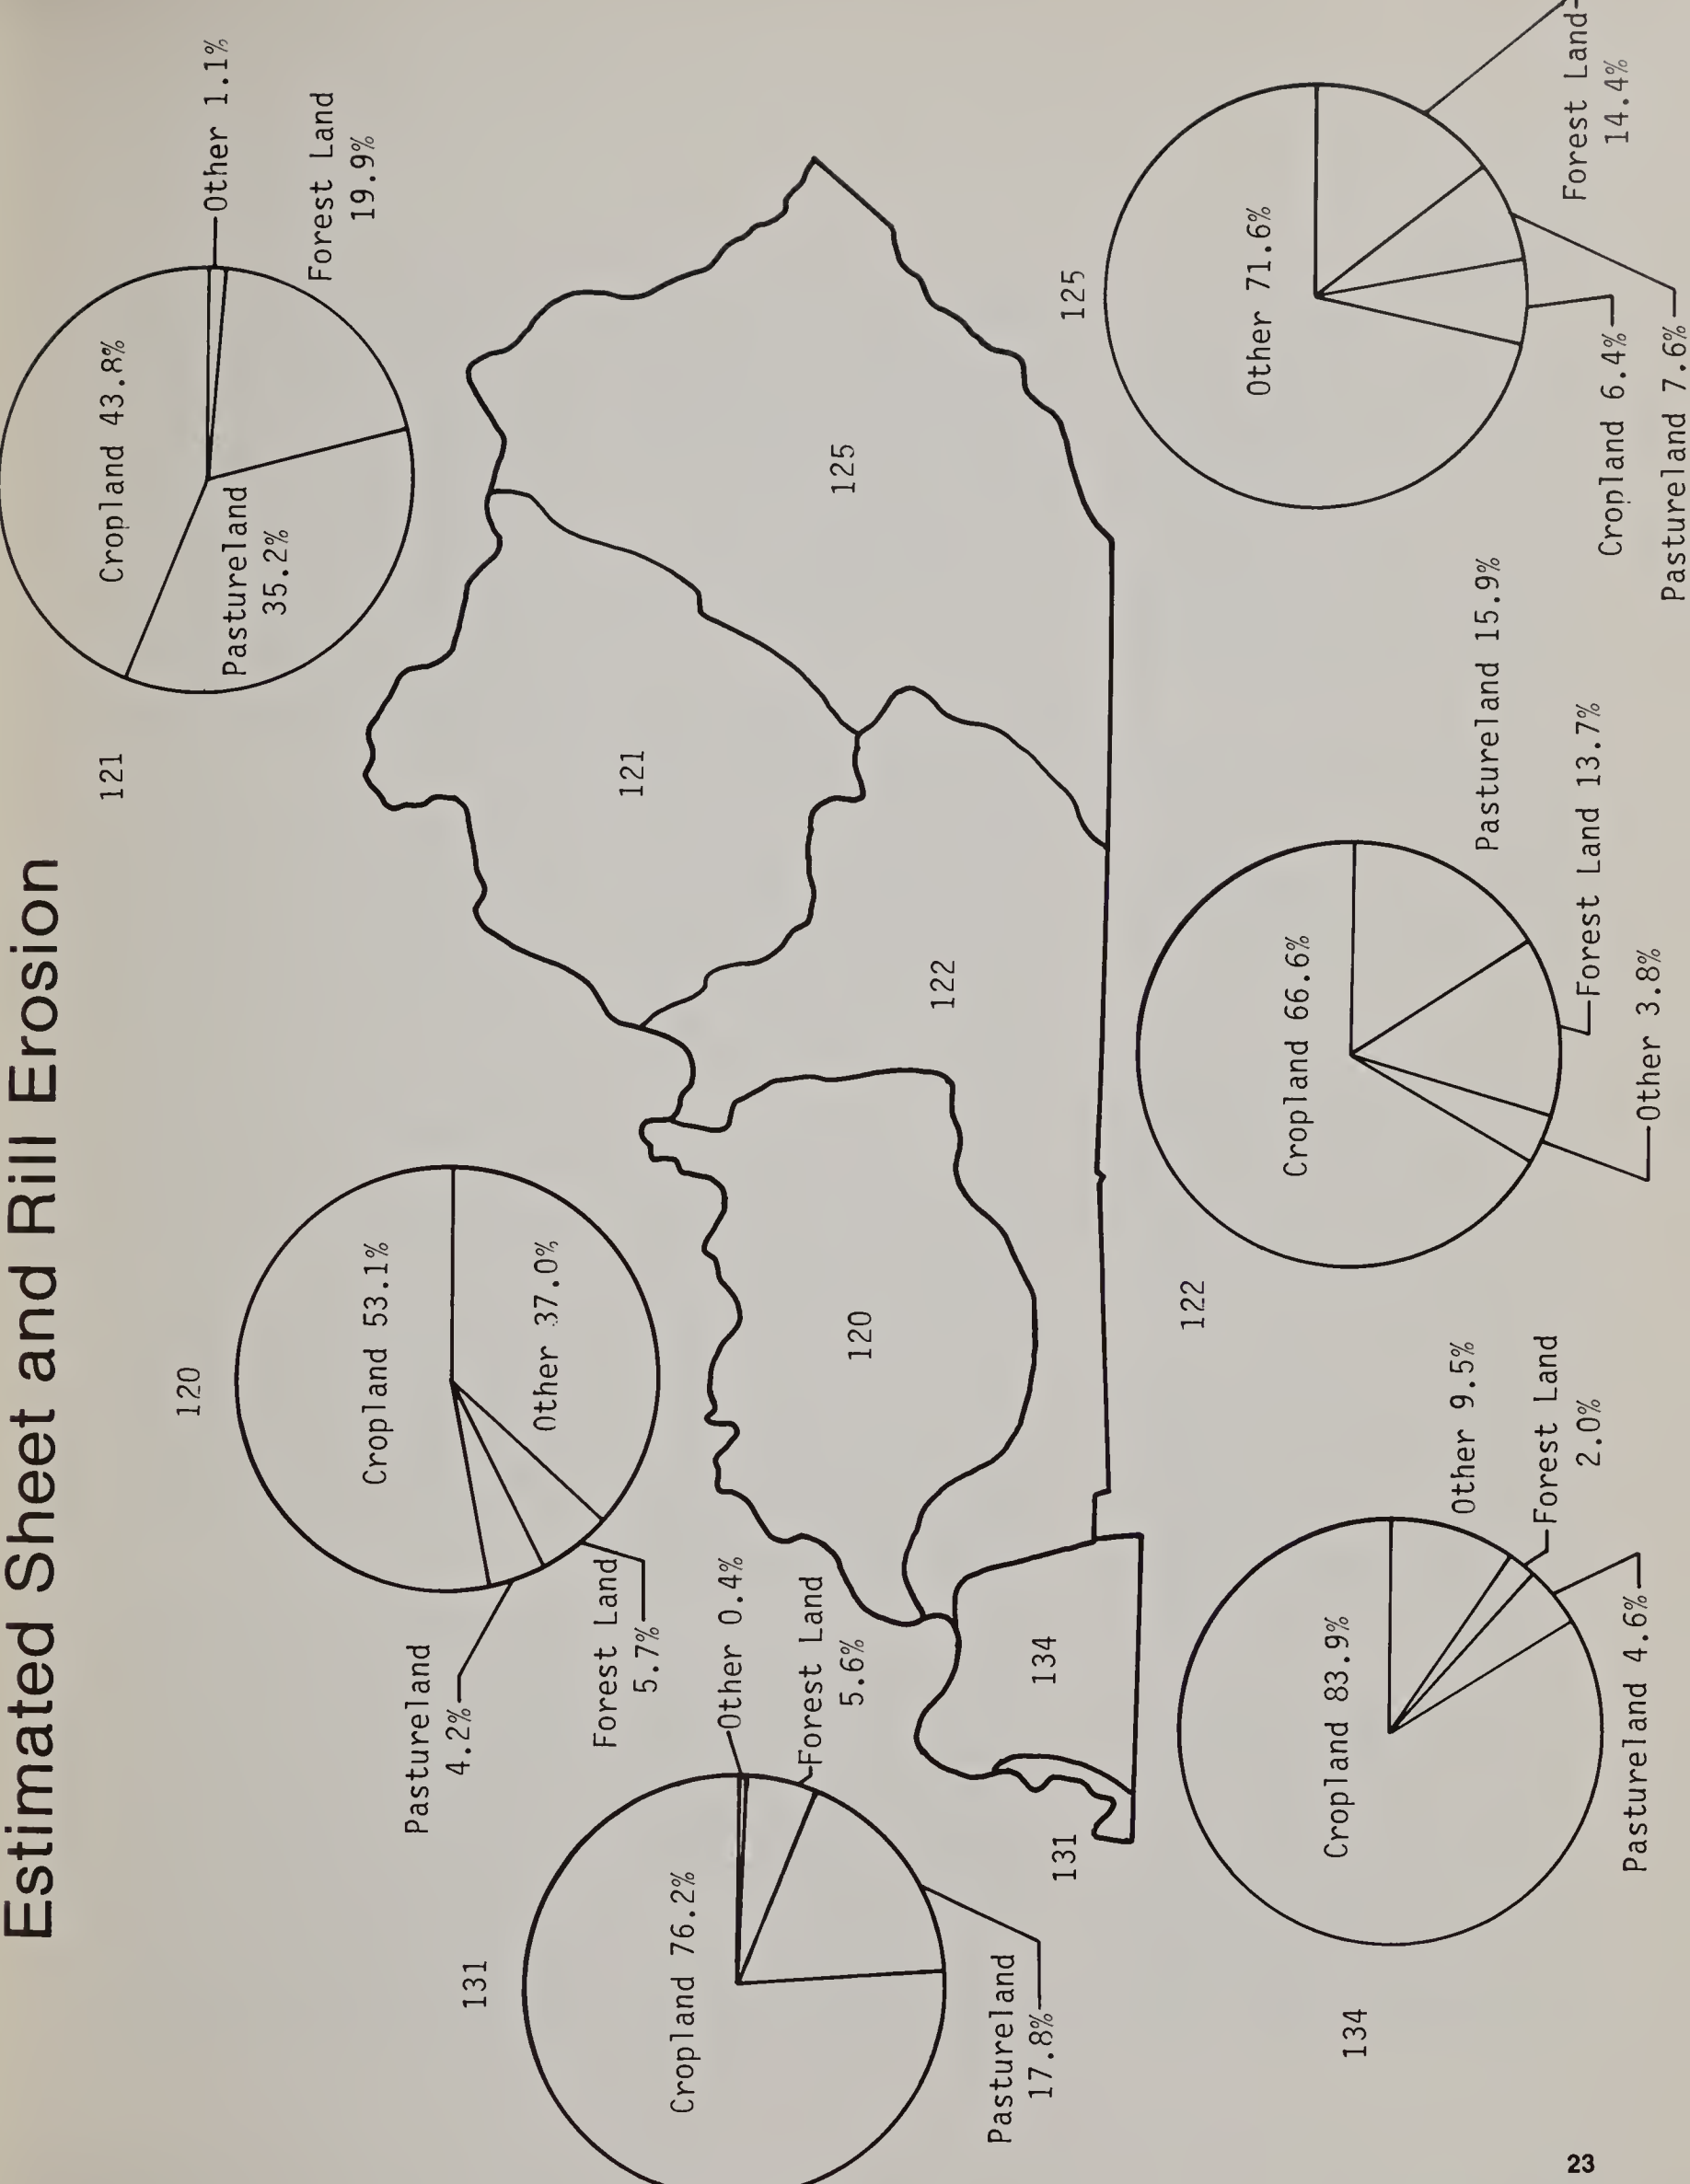 Estimated Sheet and Rill Erosion
121
Cropland 43.8%
Other 1.1%
Forest Land
19.9%
Pastureland
35.2%
120
Cropland 53.1%
Other 37.0%
Pastureland
4.2%
Forest Land
5.7%
131
Cropland 76.2%
Other 0.4%
Forest Land
5.6%
Pastureland
17.8%
121
125
120
122
134
131
125
Other 71.6%
Forest Land
14.4%
Cropland 6.4%
Pastureland 7.6%
122
Cropland 66.6%
Pastureland 15.9%
Forest Land 13.7%
Other 3.8%
134
Cropland 83.9%
Other 9.5%
Forest Land
2.0%
Pastureland 4.6%
23